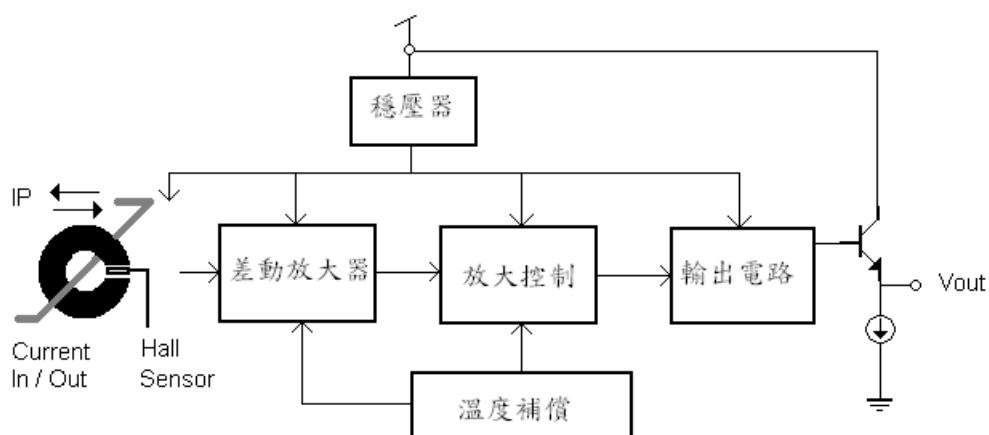 穩壓器
IP
差動放大器
放大控制
輸出電路
Vout
Current
In / Out
Hall
Sensor
溫度補償